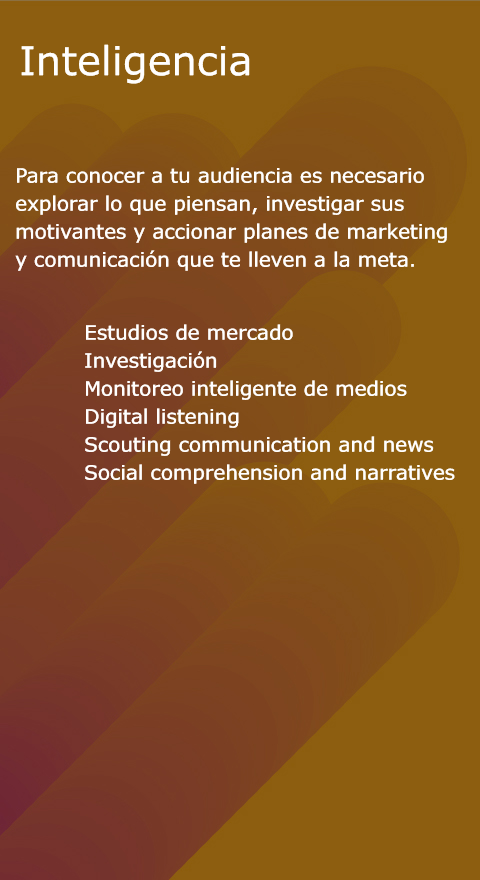 Inteligencia
Para conocer a tu audiencia es necesario
explorar lo que piensan, investigar sus
motivantes y accionar planes de marketing
y comunicación que te lleven a la meta.
Estudios de mercado
Investigación
Monitoreo inteligente de medios
Digital listening
Scouting communication and news
Social comprehension and narratives